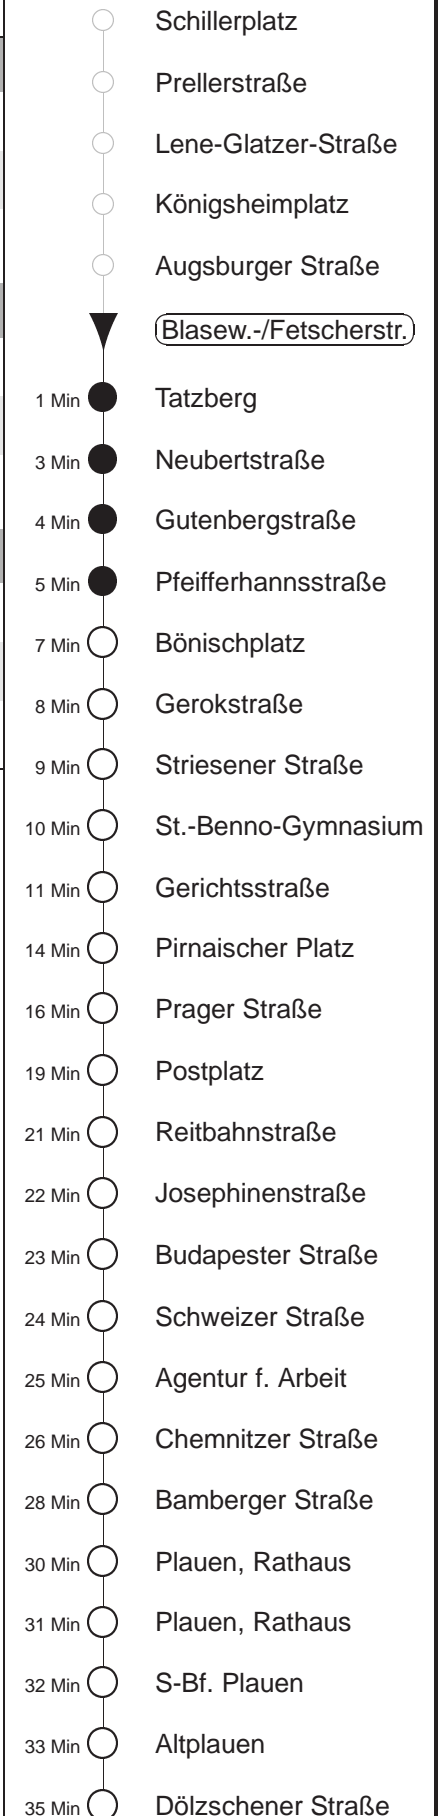 Schillerplatz
Prellerstraße
Lene-Glatzer-Straße
Königsheimplatz
Augsburger Straße
Blasew.-/Fetscherstr.
1 Min Tatzberg
3 Min Neubertstraße
4 Min Gutenbergstraße
5 Min Pfeifferhannsstraße
7 Min Bönischplatz
8 Min Gerokstraße
9 Min Striesener Straße
10 Min St.-Benno-Gymnasium
11 Min Gerichtsstraße
14 Min Pirnaischer Platz
16 Min Prager Straße
19 Min Postplatz
21 Min Reitbahnstraße
22 Min Josephinenstraße
23 Min Budapester Straße
24 Min Schweizer Straße
25 Min Agentur f. Arbeit
26 Min Chemnitzer Straße
28 Min Bamberger Straße
30 Min Plauen, Rathaus
31 Min Plauen, Rathaus
32 Min S-Bf. Plauen
33 Min Altplauen
35 Min Dölzschener Straße